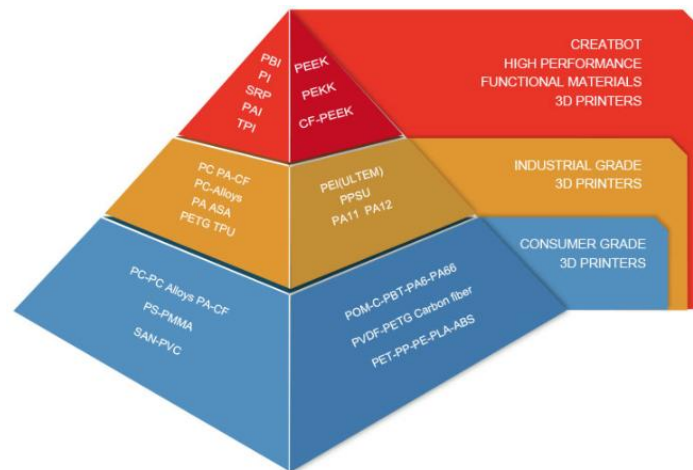 PBI
PI
SRP
PAI
TPI
PEEK
PEKK
CF-PEEK
CREATBOT
HIGH PERFORMANCE
FUNCTIONAL MATERIALS
3D PRINTERS
PC PA-CF
PC-Alloys
PA ASA
PETG TPU
PEI(ULTEM)
PPSU
PA11 PA12
INDUSTRIAL GRADE
3D PRINTERS
PC-PC Alloys PA-CF
PS-PMMA
SAN-PVC
POM-C-PBT-PA6-PA66
PVDF-PETG Carbon fiber
PET-PP-PE-PLA-ABS
CONSUMER GRADE
3D PRINTERS